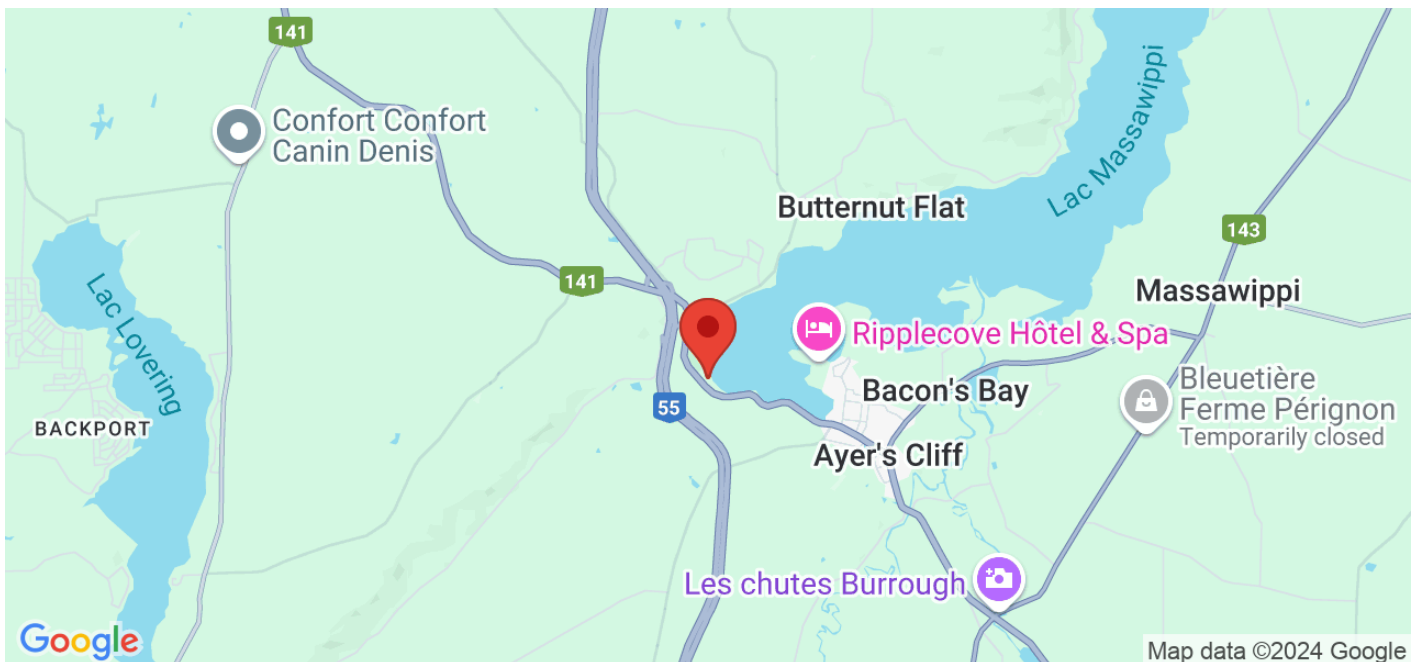 141
Confort Confort
Canin Denis
Lac Massawippi
Butternut Flat
143
141
Massawippi
Lac Lovering
Ripplecove Hôtel & Spa
Bacon's Bay
Bleuetière
Ferme Pérignon
Temporarily closed
55
BACKPORT
Ayer's Cliff
Les chutes Burrough
Google
Map data ©2024 Google